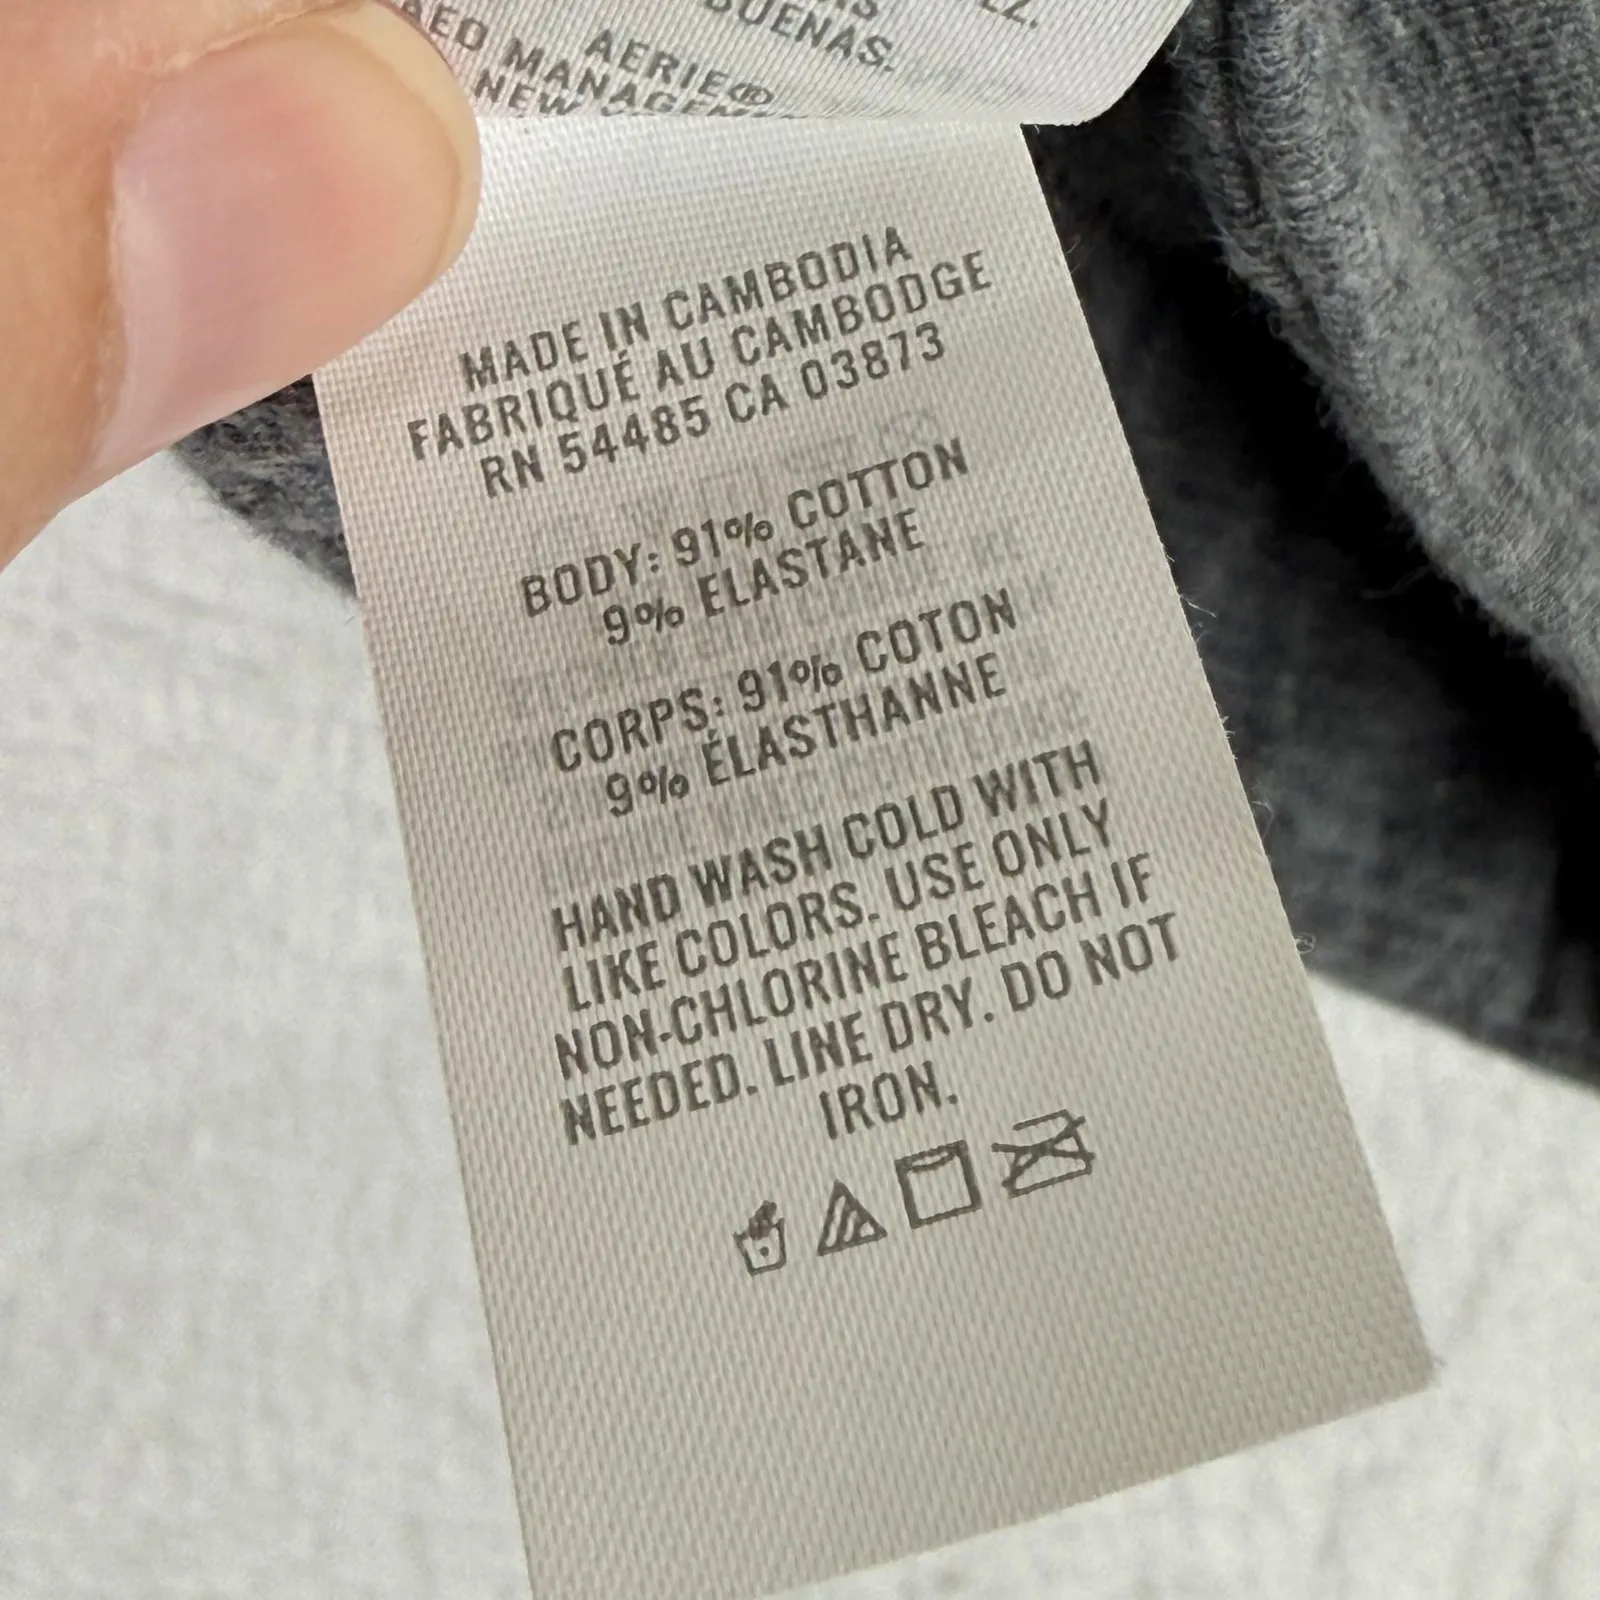 BUENAS.
AERIE®
MADE IN CAMBODIA
FABRIQUÉ AU CAMBODGE
RN 54485 CA 03873
BODY: 91% COTTON
9% ELASTANE
CORPS: 91% COTON
9% ÉLASTHANNE
HAND WASH COLD WITH
LIKE COLORS. USE ONLY
NON-CHLORINE BLEACH IF
NEEDED. LINE DRY. DO NOT
IRON.